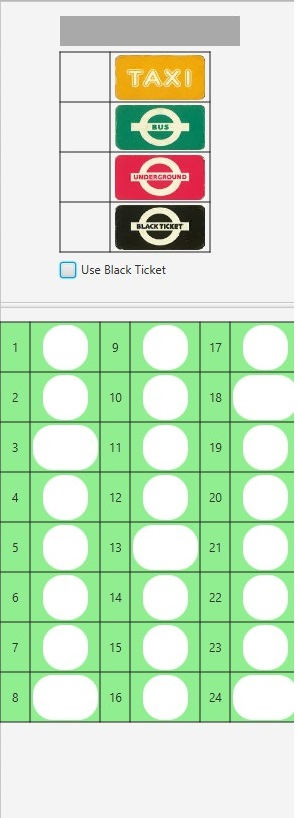 TAXI
BUS
UNDERGROUND
BLACK TICKET
Use Black Ticket
1 9 17
2 10 18
3 11 19
4 12 20
5 13 21
6 14 22
7 15 23
8 16 24